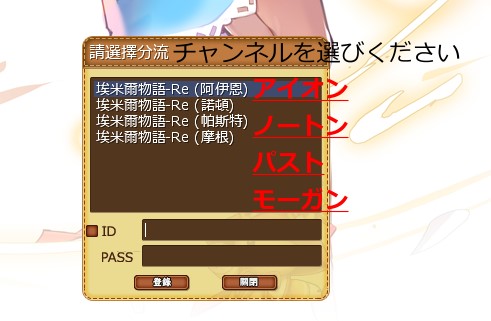 請選擇分流 チャンネルを選びください
埃米爾物語-Re (阿伊恩) アイオン
埃米爾物語-Re (諾頓)
ノートン
埃米爾物語-Re (帕斯特)
埃米爾物語-Re (摩根)
パスト
モーガン
ID
PASS
登錄 關閉